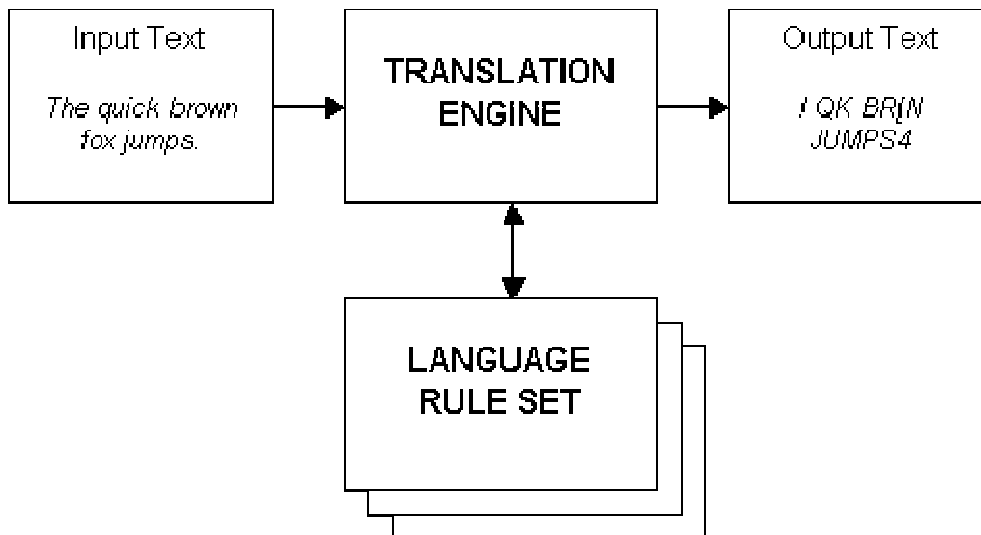 Input Text
The quick brown
fox jumps.
TRANSLATION
ENGINE
Output Text
! QK BR[N
JUMPS4
LANGUAGE
RULE SET